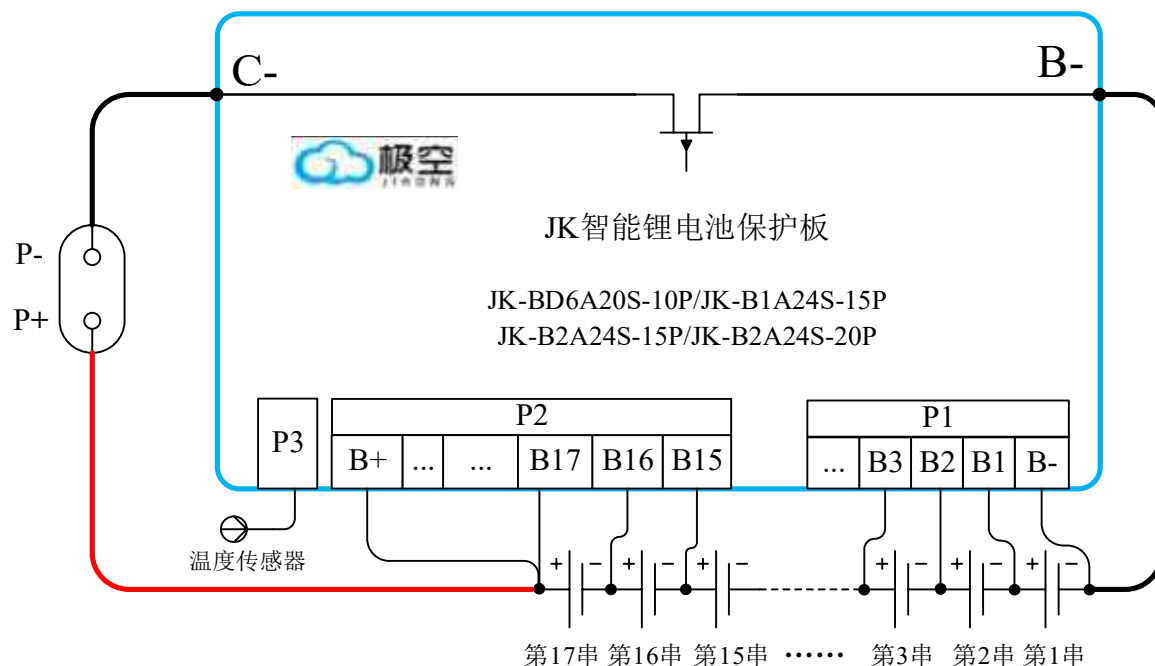 C-
B-
极空
JIKONG
JK智能锂电池保护板
P-
P+
JK-BD6A20S-10P/JK-B1A24S-15P
JK-B2A24S-15P/JK-B2A24S-20P
P3
P2
P1
B+ ... ... B17 B16 B15
... B3 B2 B1 B-
温度传感器
+ - + - + - + - + - + -
第17串 第16串 第15串 ...... 第3串 第2串 第1串